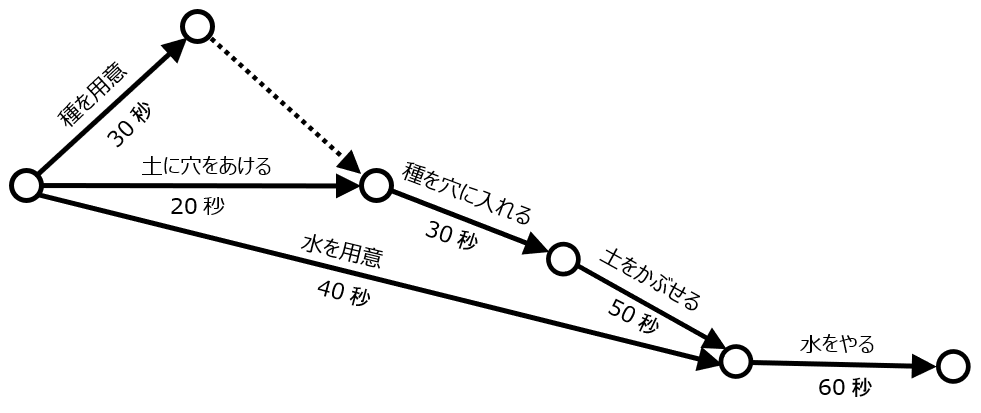 種を用意
30 秒
土に穴をあける
20 秒
種を穴に入れる
30 秒
水を用意
40 秒
土をかぶせる
50 秒
水をやる
60 秒